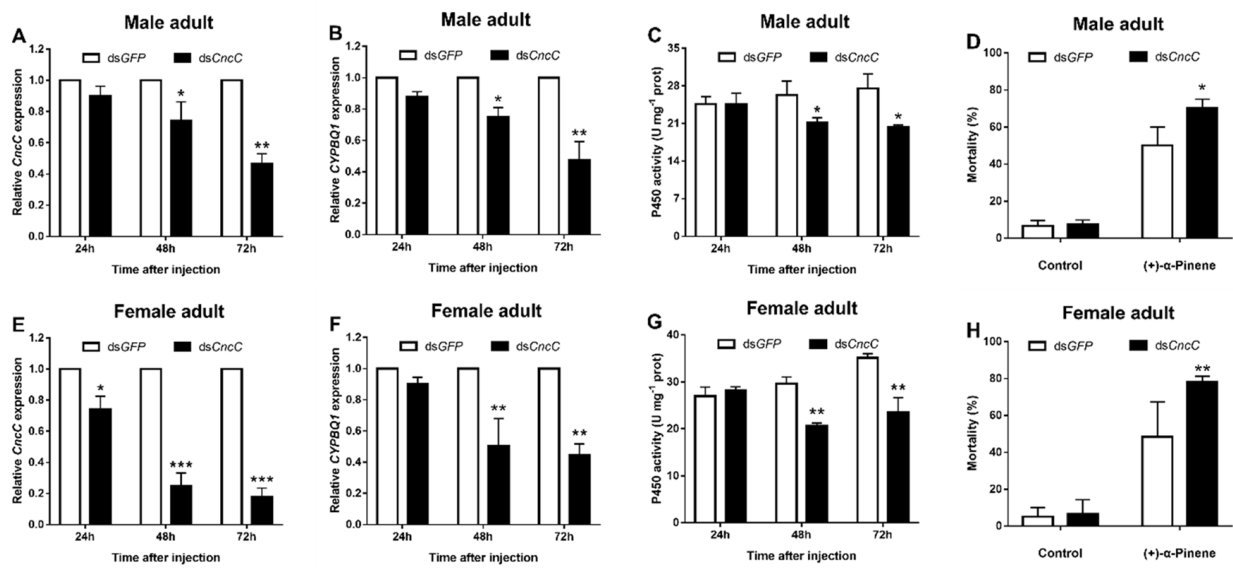 A
Male adult
dsGFP
dsCncC
Relative CncC expression
1.2
1.0
0.8
0.6
0.4
0.2
0.0
*
**
24h
48h
72h
Time after injection
B
Male adult
dsGFP
dsCncC
Relative CYPBQ1 expression
1.2
1.0
0.8
0.6
0.4
0.2
0.0
*
**
24h
48h
72h
Time after injection
C
Male adult
dsGFP
dsCncC
P450 activity (U mg-1 prot)
35
28
21
14
7
0
*
*
24h
48h
72h
Time after injection
D
Male adult
dsGFP
dsCncC
Mortality (%)
100
80
60
40
20
0
*
Control
(+)-α-Pinene
E
Female adult
dsGFP
dsCncC
Relative CncC expression
1.2
1.0
0.8
0.6
0.4
0.2
0.0
*
***
***
24h
48h
72h
Time after injection
F
Female adult
dsGFP
dsCncC
Relative CYPBQ1 expression
1.2
1.0
0.8
0.6
0.4
0.2
0.0
**
**
24h
48h
72h
Time after injection
G
Female adult
dsGFP
dsCncC
P450 activity (U mg-1 prot)
40
30
20
10
0
**
**
24h
48h
72h
Time after injection
H
Female adult
dsGFP
dsCncC
Mortality (%)
100
80
60
40
20
0
**
Control
(+)-α-Pinene